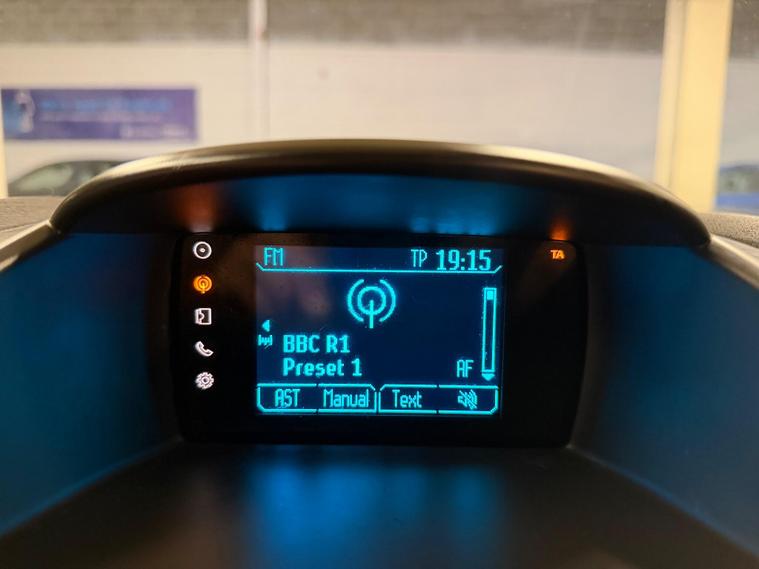 FM TP 19:15 TA
BBC R1
Preset 1 AF
AST Manual Text